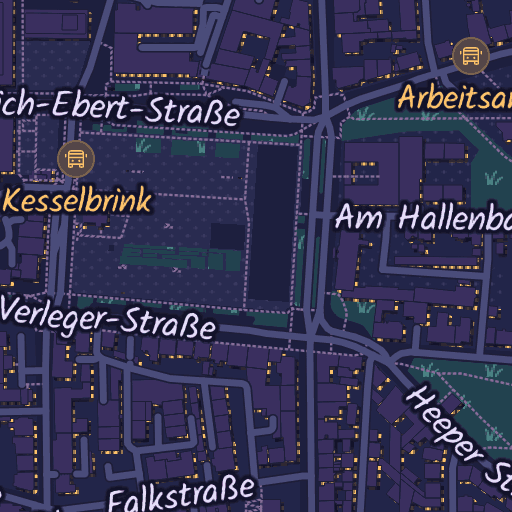 Arbeitsar
ich-Ebert-Straße
Kesselbrink
Am Hallenba
Verleger-Straße
Heeper St
Falkstraße